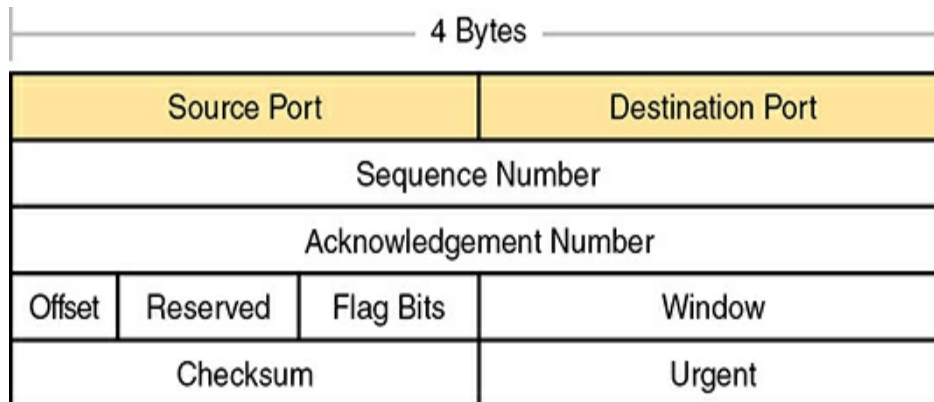 4 Bytes
Source Port Destination Port
Sequence Number
Acknowledgement Number
Offset Reserved Flag Bits Window
Checksum Urgent